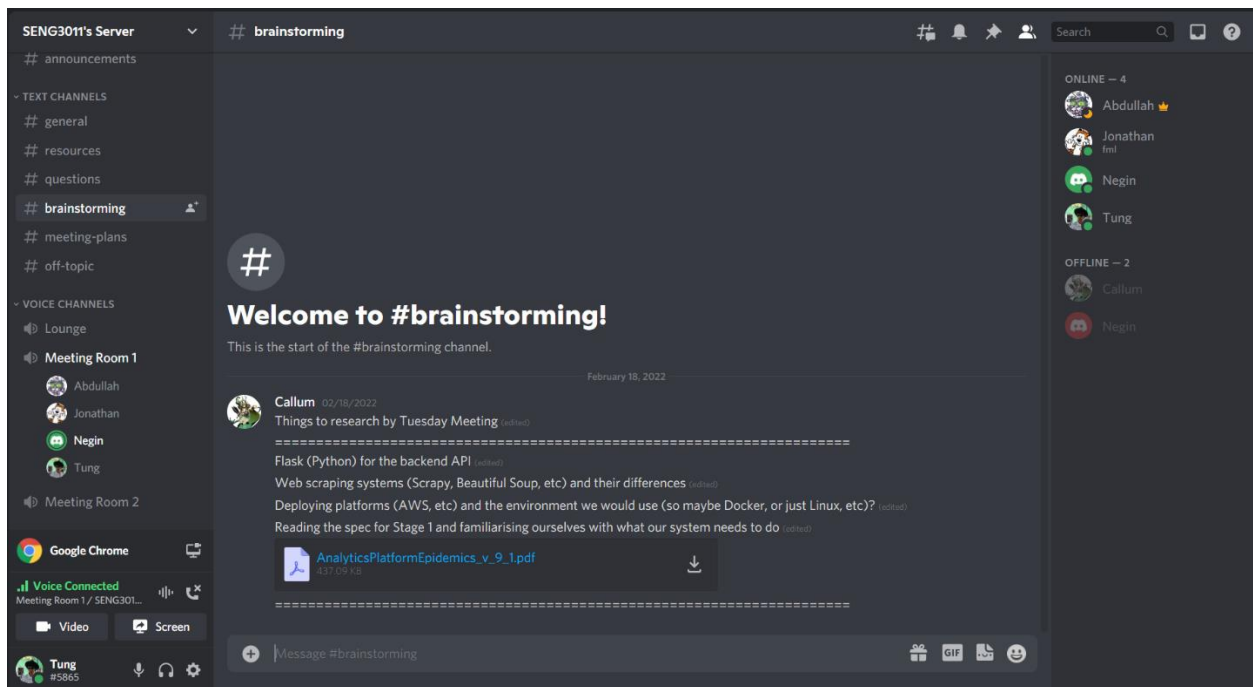 SENG3011's Server
# announcements
TEXT CHANNELS
# general
# resources
# questions
# brainstorming
# meeting-plans
# off-topic
VOICE CHANNELS
Lounge
Meeting Room 1
Abdullah
Jonathan
Negin
Tung
Meeting Room 2
Google Chrome
Voice Connected
Meeting Room 1 / SENG301...
Video
Screen
Tung
#5865
# brainstorming
Search
#
Welcome to #brainstorming!
This is the start of the #brainstorming channel.
February 18, 2022
Callum 02/18/2022
Things to research by Tuesday Meeting (edited)
======================================================================
Flask (Python) for the backend API (edited)
Web scraping systems (Scrapy, Beautiful Soup, etc) and their differences (edited)
Deploying platforms (AWS, etc) and the environment we would use (so maybe Docker, or just Linux, etc)? (edited)
Reading the spec for Stage 1 and familiarising ourselves with what our system needs to do (edited)
AnalyticsPlatformEpidemics_v_9_1.pdf
437.09 KB
======================================================================
Message #brainstorming
GIF
ONLINE — 4
Abdullah
Jonathan
fml
Negin
Tung
OFFLINE — 2
Callum
Negin